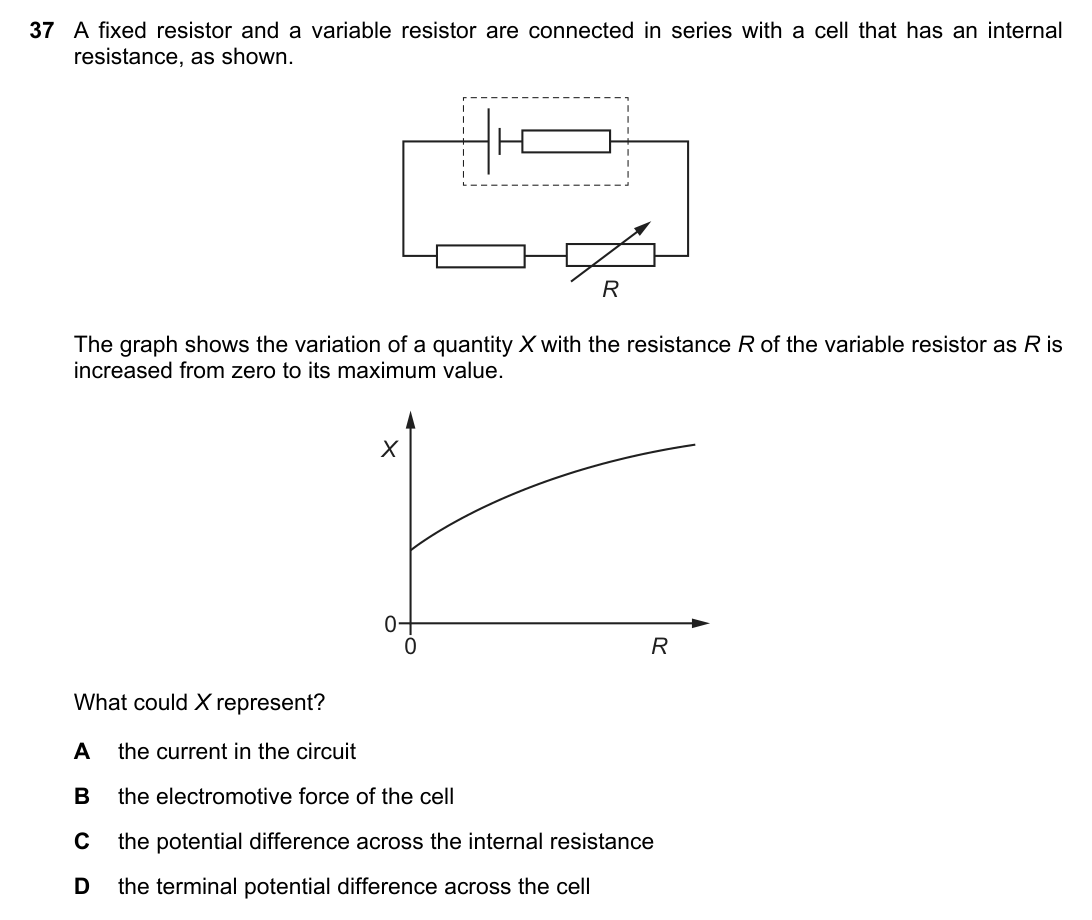 37 A fixed resistor and a variable resistor are connected in series with a cell that has an internal
resistance, as shown.
R
The graph shows the variation of a quantity X with the resistance R of the variable resistor as R is
increased from zero to its maximum value.
X
0
0
R
What could X represent?
A the current in the circuit
B the electromotive force of the cell
C the potential difference across the internal resistance
D the terminal potential difference across the cell